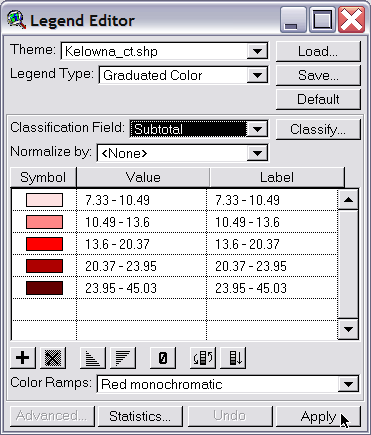 Legend Editor
Theme: Kelowna_ct.shp Load...
Legend Type: Graduated Color Save...
Default
Classification Field: Subtotal Classify...
Normalize by: <None>
Symbol Value Label
7.33 - 10.49 7.33 - 10.49
10.49 - 13.6 10.49 - 13.6
13.6 - 20.37 13.6 - 20.37
20.37 - 23.95 20.37 - 23.95
23.95 - 45.03 23.95 - 45.03
0
Color Ramps: Red monochromatic
Advanced... Statistics... Undo Apply